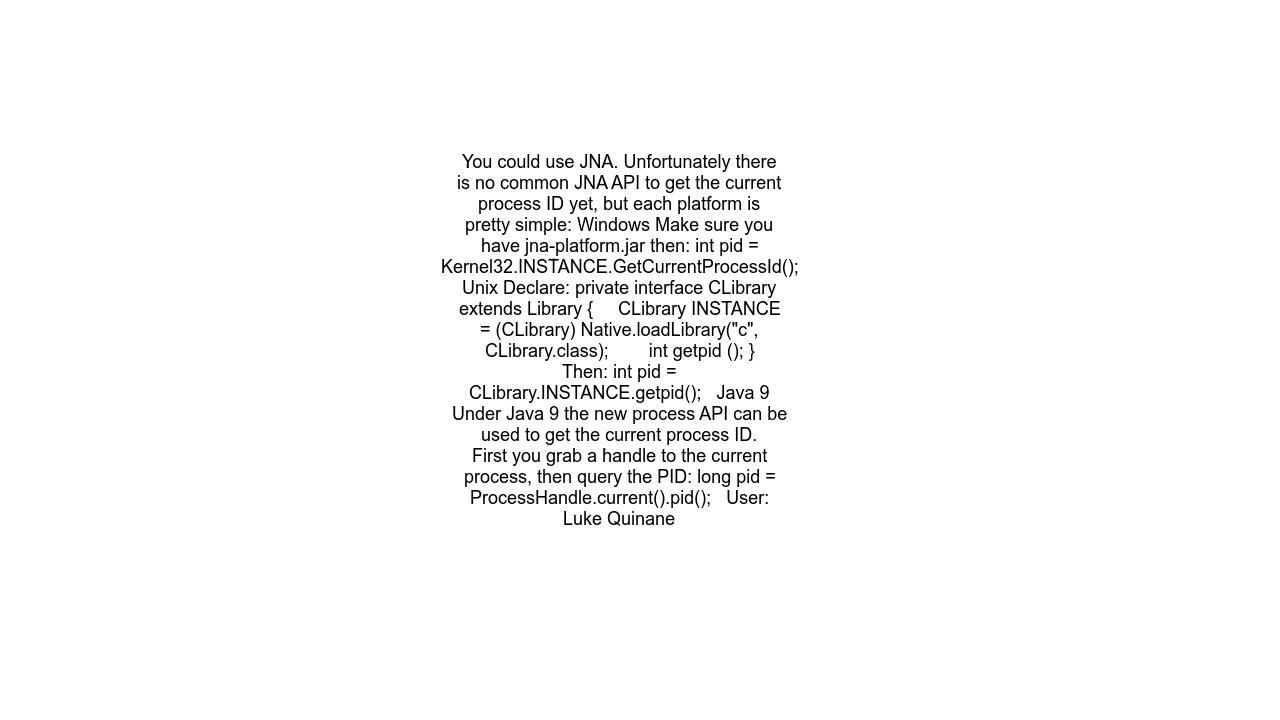 You could use JNA. Unfortunately there
is no common JNA API to get the current
process ID yet, but each platform is
pretty simple: Windows Make sure you
have jna-platform.jar then: int pid =
Kernel32.INSTANCE.GetCurrentProcessId();
Unix Declare: private interface CLibrary
extends Library {     CLibrary INSTANCE
= (CLibrary) Native.loadLibrary("c",
CLibrary.class);        int getpid (); }
Then: int pid =
CLibrary.INSTANCE.getpid();   Java 9
Under Java 9 the new process API can be
used to get the current process ID.
First you grab a handle to the current
process, then query the PID: long pid =
ProcessHandle.current().pid();   User:
Luke Quinane